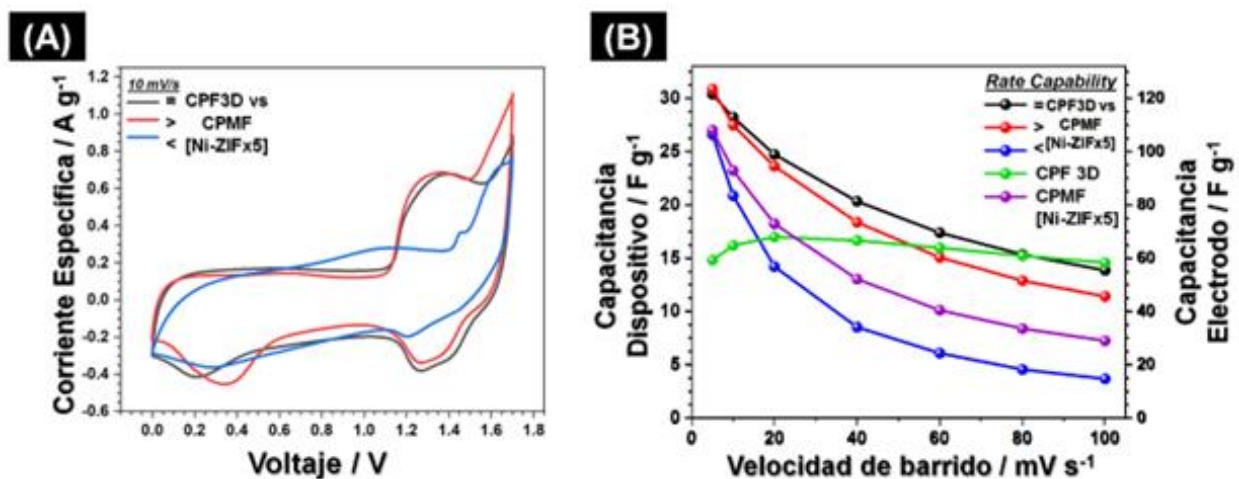 (A)
Corriente Específica / A g⁻¹
1.2
1.0
0.8
0.6
0.4
0.2
0.0
-0.2
-0.4
-0.6
10 mV/s
= CPF3D vs
> CPMF
< [Ni-ZIFx5]
0.0 0.2 0.4 0.6 0.8 1.0 1.2 1.4 1.6 1.8
Voltaje / V
(B)
Capacitancia
Dispositivo / F g⁻¹
30
25
20
15
10
5
0
Rate Capability
= CPF3D vs
> CPMF
< [Ni-ZIFx5]
CPF 3D
CPMF
[Ni-ZIFx5]
120
100
80
60
40
20
0
Capacitancia
Electrodo / F g⁻¹
0 20 40 60 80 100
Velocidad de barrido / mV s⁻¹